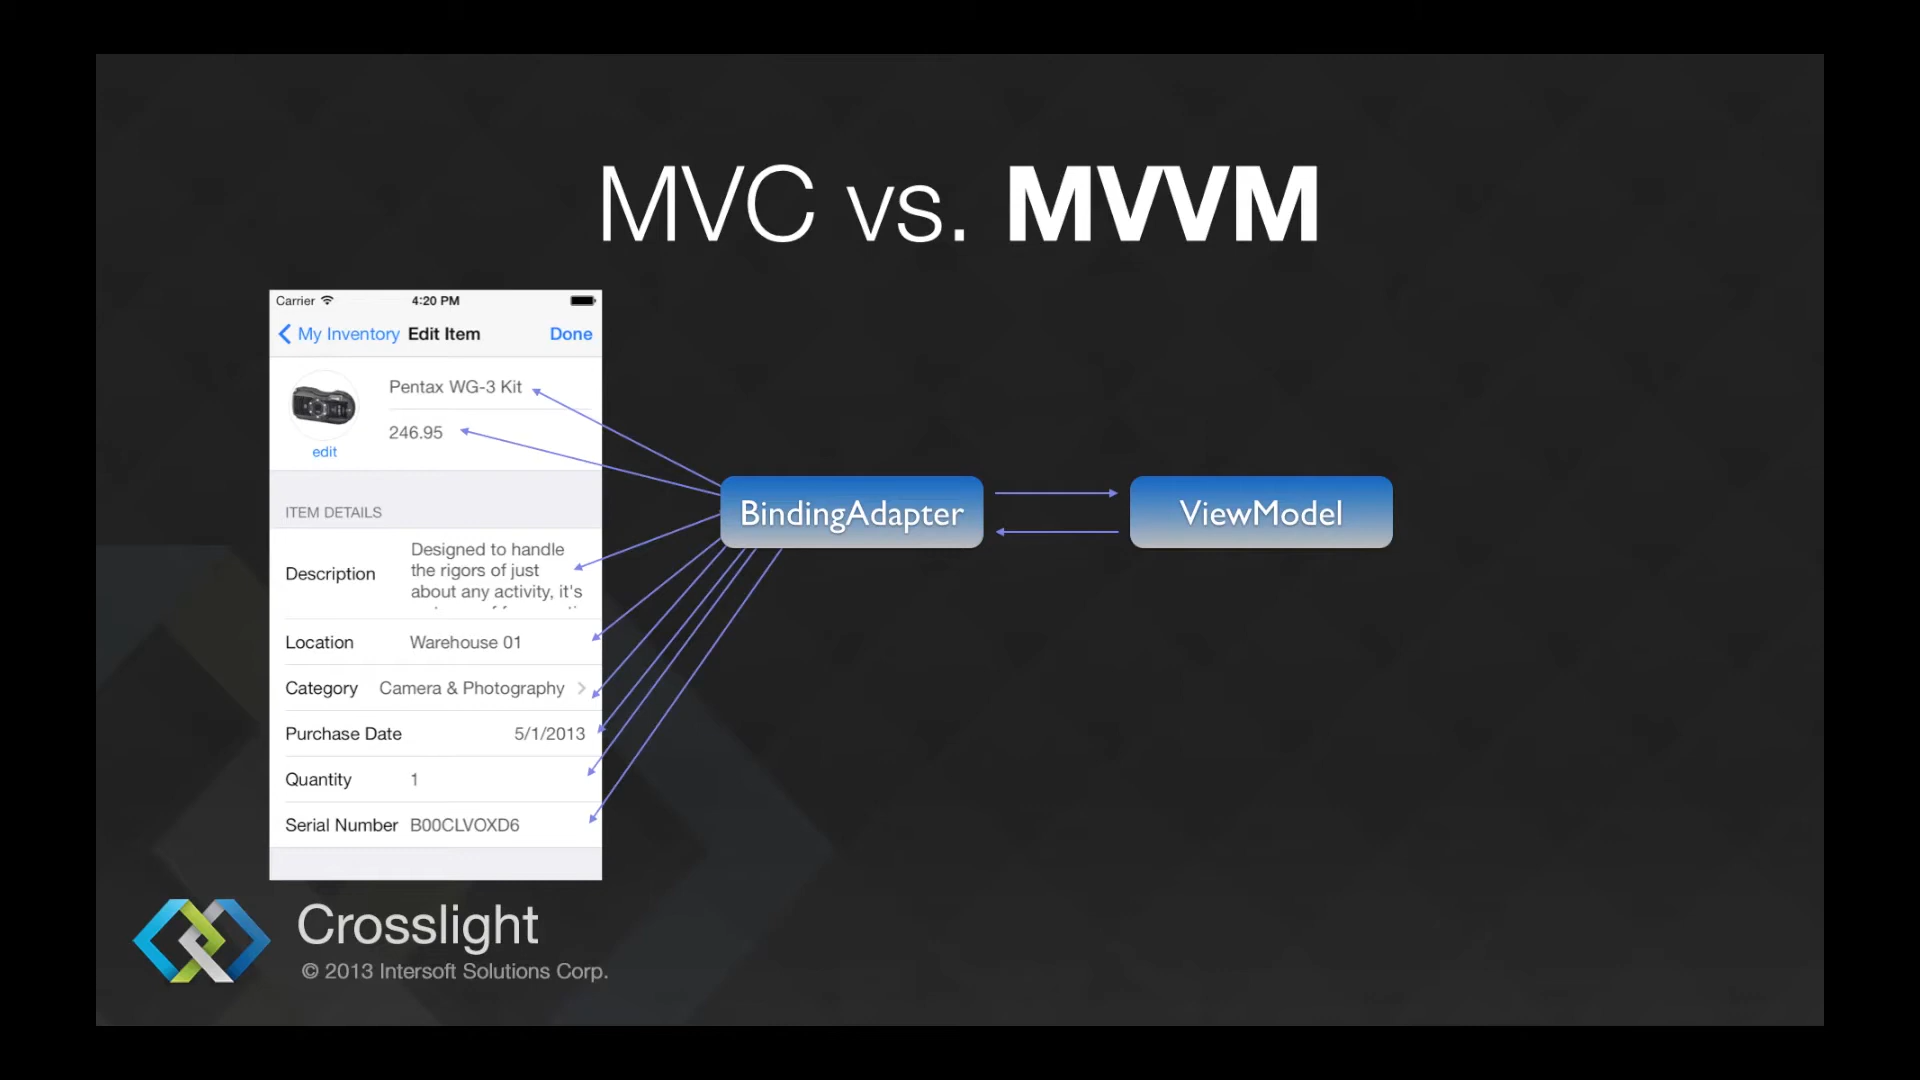 MVC vs. MVVM
Carrier 4:20 PM
My Inventory Edit Item Done
Pentax WG-3 Kit
246.95
edit
ITEM DETAILS
Description
Designed to handle
the rigors of just
about any activity, it's
Location Warehouse 01
Category Camera & Photography
Purchase Date 5/1/2013
Quantity 1
Serial Number B00CLVOXD6
BindingAdapter
ViewModel
Crosslight
© 2013 Intersoft Solutions Corp.